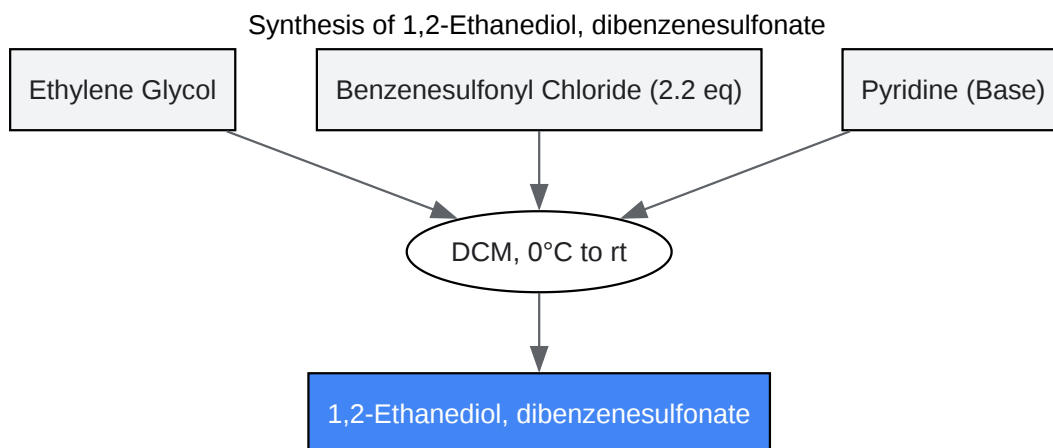 Synthesis of 1,2-Ethanediol, dibenzenesulfonate
Ethylene Glycol
Benzenesulfonyl Chloride (2.2 eq)
Pyridine (Base)
DCM, 0°C to rt
1,2-Ethanediol, dibenzenesulfonate